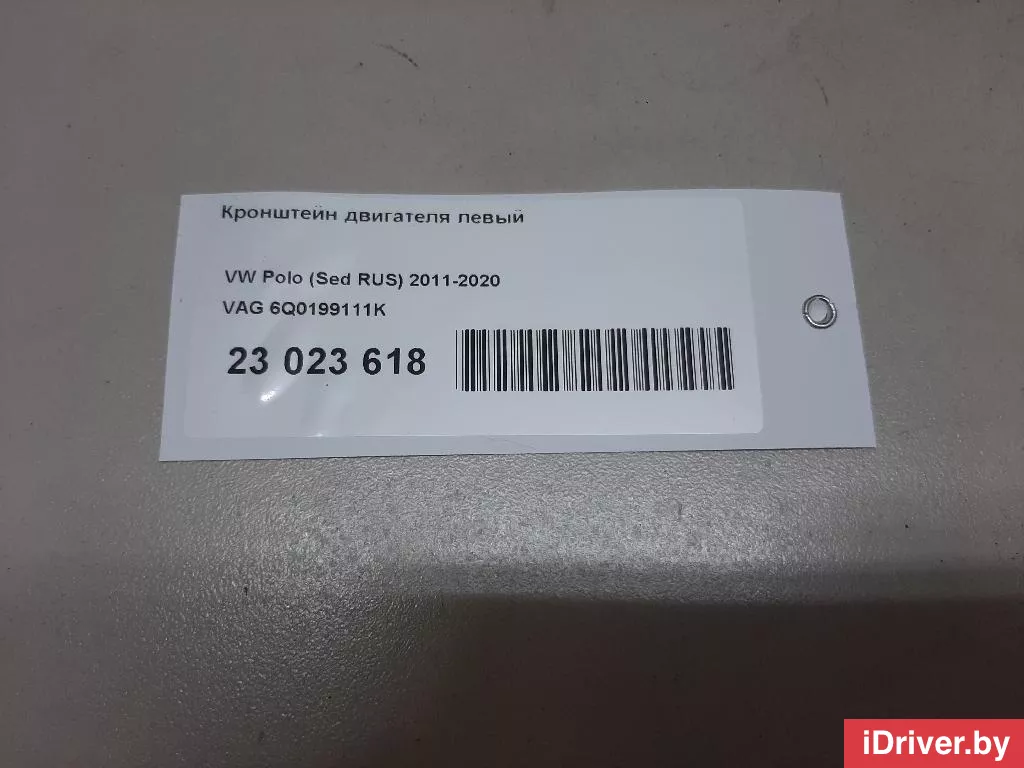 Кронштейн двигателя левый
VW Polo (Sed RUS) 2011-2020
VAG 6Q0199111K
23 023 618
iDriver.by